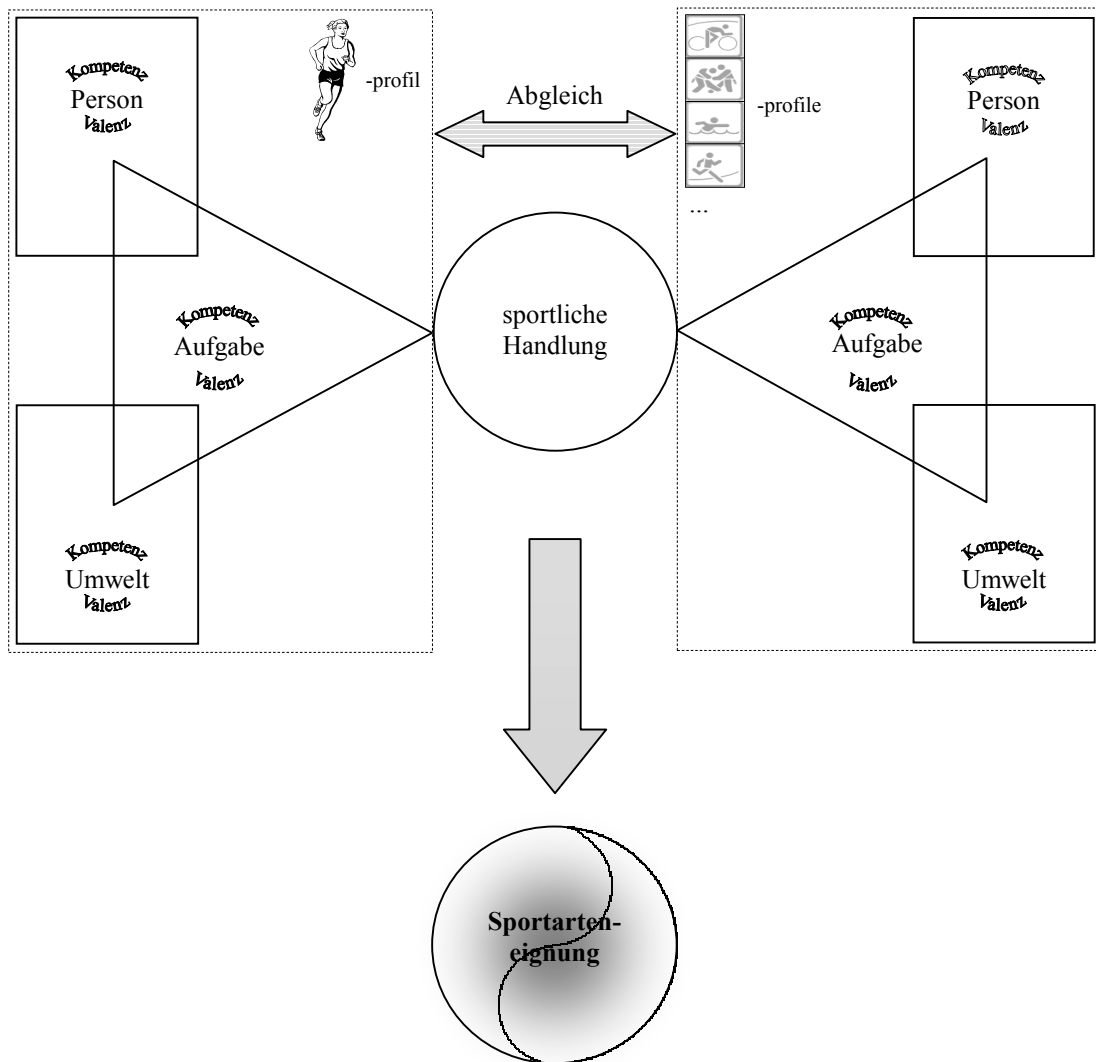 Kompetenz
Person
Valenz
-profil
Abgleich
-profile
...
Kompetenz
Person
Valenz
Kompetenz
Aufgabe
Valenz
sportliche
Handlung
Kompetenz
Aufgabe
Valenz
Kompetenz
Umwelt
Valenz
Kompetenz
Umwelt
Valenz
Sportarten-
eignung